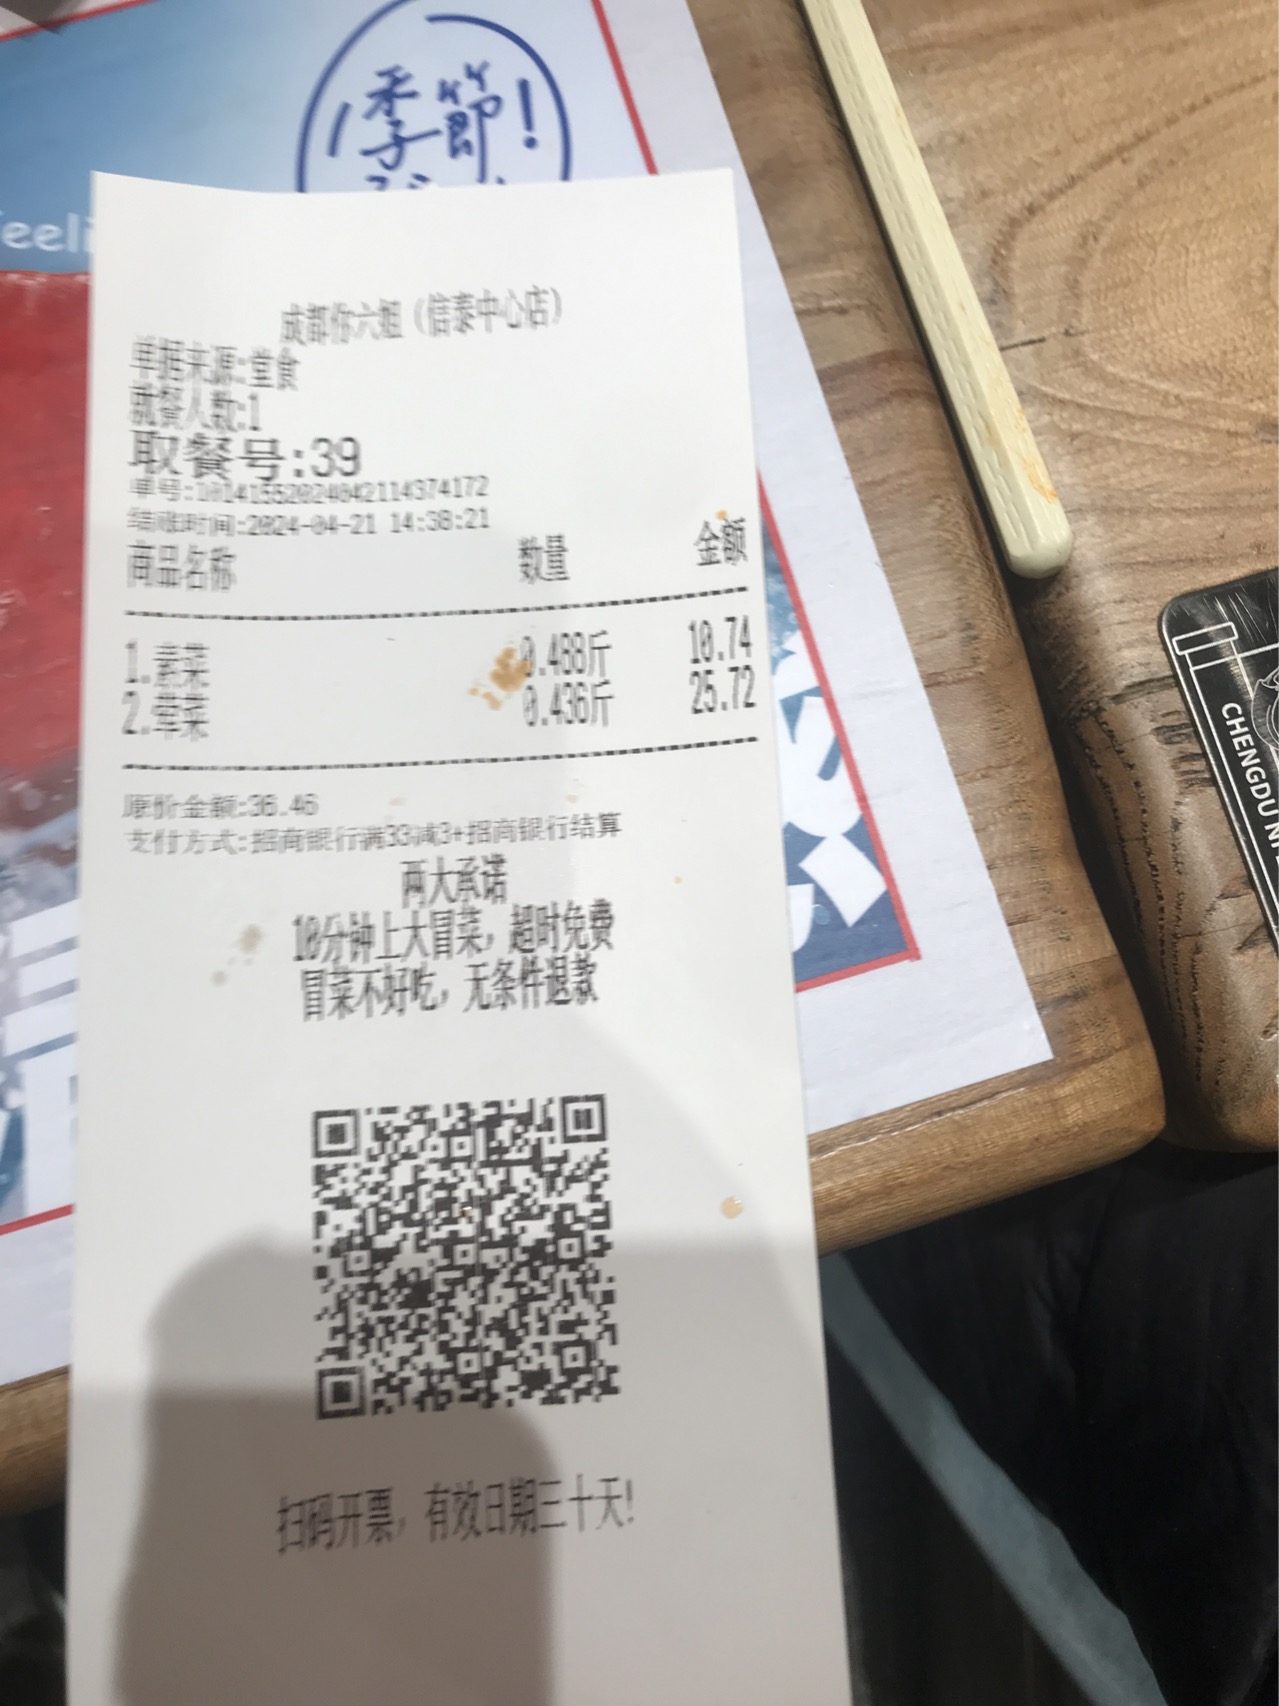 季節!
feeli
成都你六姐（信泰中心店）
单据来源:堂食
就餐人数:1
取餐号:39
单号:10141552024042114374172
结账时间:2024-04-21 14:38:21
商品名称 数量 金额
1.素菜 0.488斤 10.74
2.荤菜 0.436斤 25.72
原价金额:36.46
支付方式:招商银行满33减3+招商银行结算
两大承诺
10分钟上大冒菜，超时免费
冒菜不好吃，无条件退款
扫码开票，有效日期三十天!
CHENGDU NI